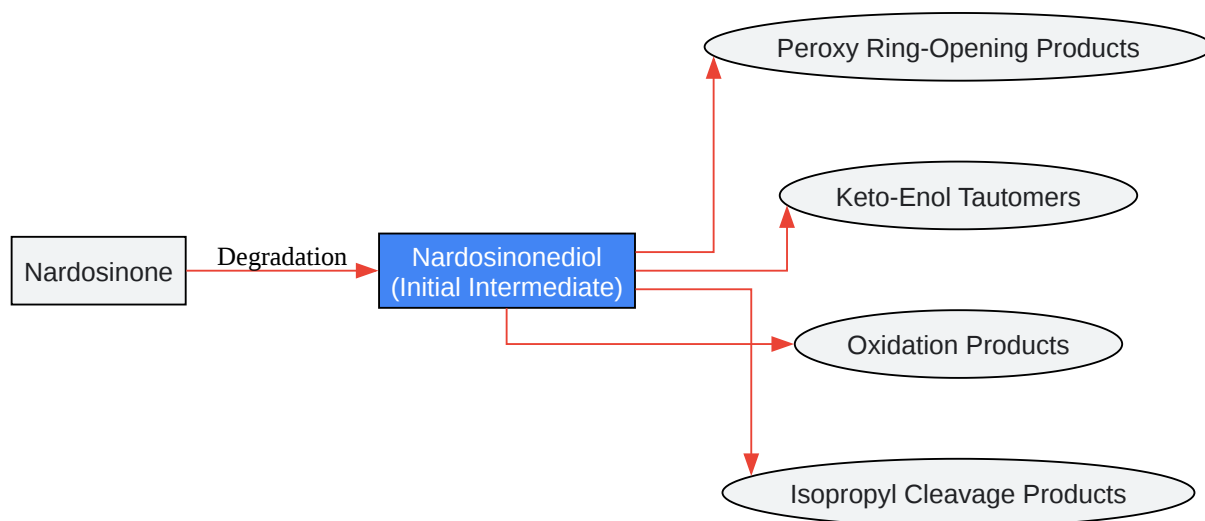 Peroxy Ring-Opening Products
Keto-Enol Tautomers
Nardosinone
Degradation
Nardosinonediol
(Initial Intermediate)
Oxidation Products
Isopropyl Cleavage Products